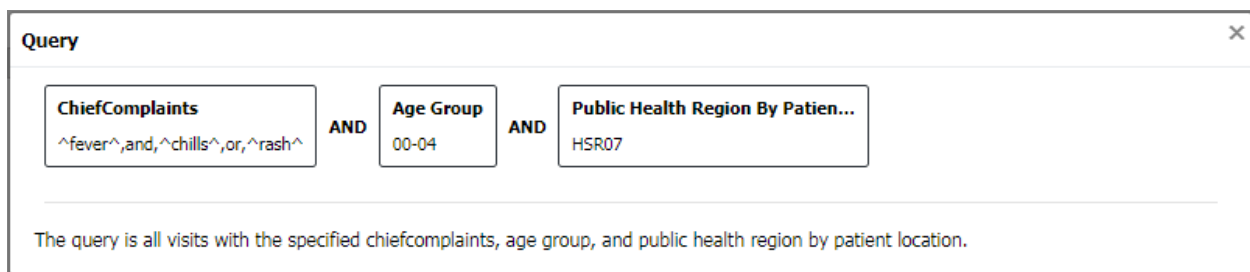 Query
ChiefComplaints
^fever^,and,^chills^,or,^rash^
AND
Age Group
00-04
AND
Public Health Region By Patien...
HSR07
The query is all visits with the specified chiefcomplaints, age group, and public health region by patient location.